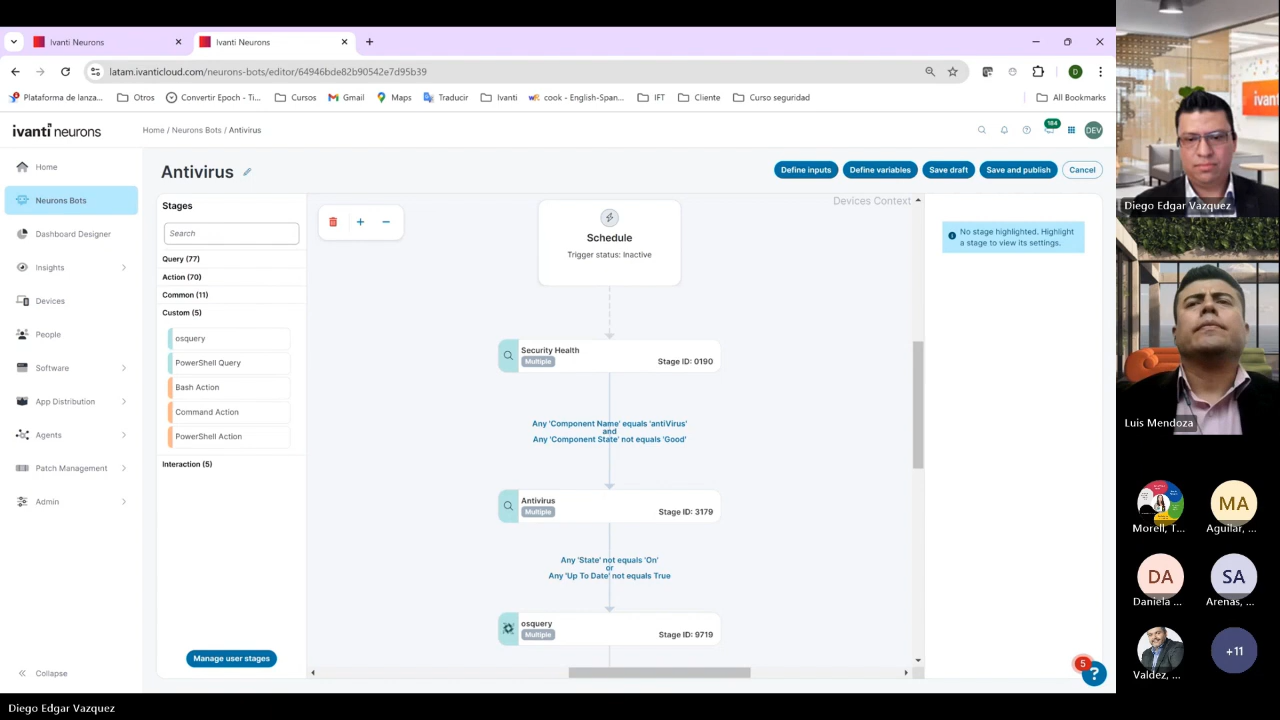 Ivanti Neurons
Ivanti Neurons
latam.ivanticloud.com/neurons-bots/editor/64946bde82b90542e7d95b39
Plataforma de lanza...
Otros
Convertir Epoch - Ti...
Cursos
Gmail
Maps
Traducir
Ivanti
cook - English-Span...
IFT
Cliente
Curso seguridad
All Bookmarks
ivanti neurons
Home / Neurons Bots / Antivirus
184
DEV
Home
Neurons Bots
Dashboard Designer
Insights
Devices
People
Software
App Distribution
Agents
Patch Management
Admin
Collapse
Antivirus
Define inputs
Define variables
Save draft
Save and publish
Cancel
Stages
Search
Query (77)
Action (70)
Common (11)
Custom (5)
osquery
PowerShell Query
Bash Action
Command Action
PowerShell Action
Interaction (5)
Manage user stages
Devices Context
Schedule
Trigger status: Inactive
Security Health
Multiple
Stage ID: 0190
Any 'Component Name' equals 'antiVirus'
and
Any 'Component State' not equals 'Good'
Antivirus
Multiple
Stage ID: 3179
Any 'State' not equals 'On'
or
Any 'Up To Date' not equals True
osquery
Multiple
Stage ID: 9719
No stage highlighted. Highlight
a stage to view its settings.
5
?
Diego Edgar Vazquez
Luis Mendoza
Morell, T...
MA
Aguilar, ...
DA
Daniela ...
SA
Arenas, ...
Valdez, ...
+11
Diego Edgar Vazquez